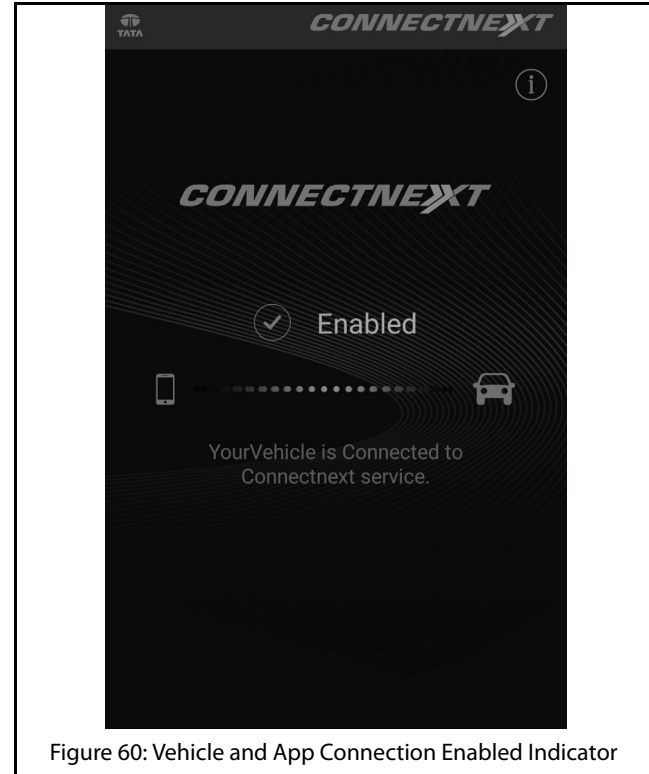 TATA
CONNECTNEXT
i
CONNECTNEXT
Enabled
YourVehicle is Connected to
Connectnext service.
Figure 60: Vehicle and App Connection Enabled Indicator